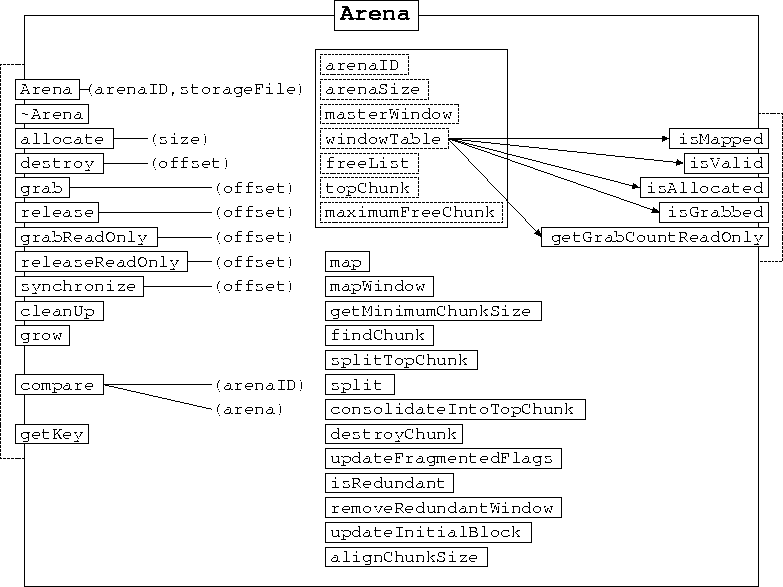 Arena
arenaID
Arena (arenaID,storageFile) arenaSize
~Arena masterWindow
allocate (size) windowTable isMapped
destroy (offset) freeList isValid
grab (offset) topChunk isAllocated
release (offset) maximumFreeChunk isGrabbed
grabReadOnly (offset) getGrabCountReadOnly
releaseReadOnly (offset) map
synchronize (offset) mapWindow
cleanUp getMinimumChunkSize
grow findChunk
splitTopChunk
compare (arenaID) split
(arena) consolidateIntoTopChunk
getKey destroyChunk
updateFragmentedFlags
isRedundant
removeRedundantWindow
updateInitialBlock
alignChunkSize